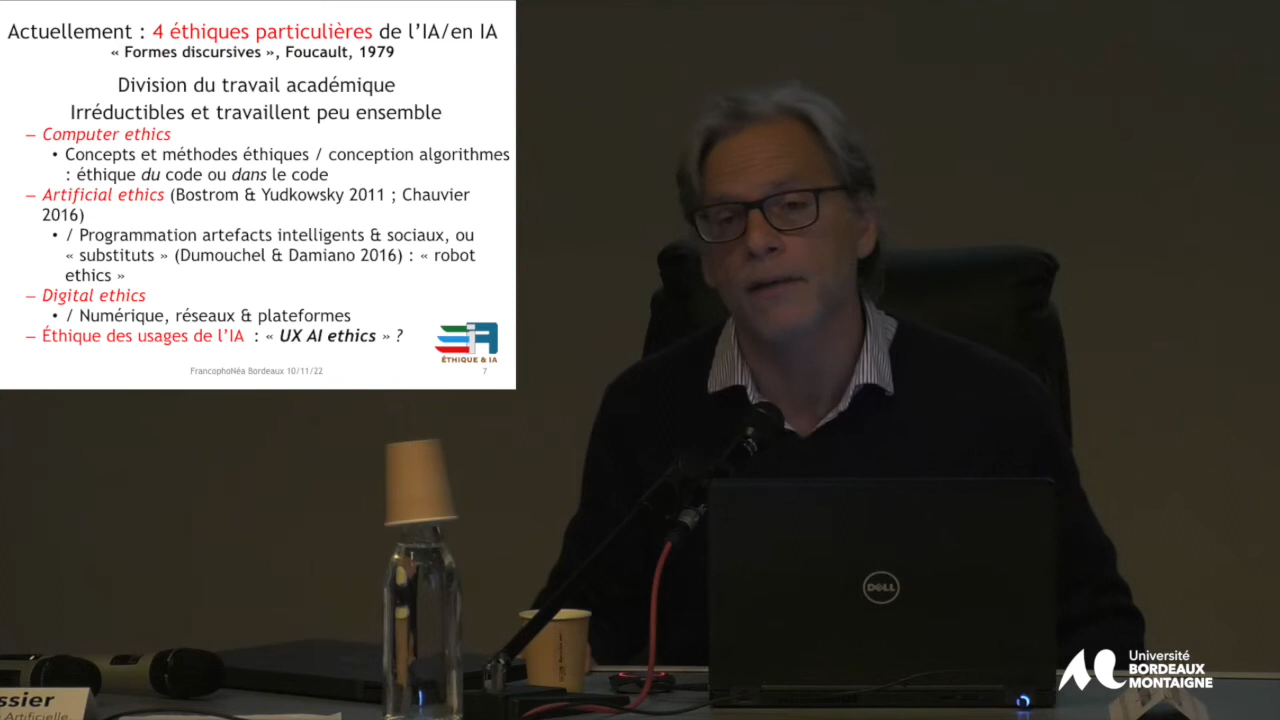 Actuellement : 4 éthiques particulières de l'IA/en IA
« Formes discursives », Foucault, 1979
Division du travail académique
Irréductibles et travaillent peu ensemble
– Computer ethics
• Concepts et méthodes éthiques / conception algorithmes
: éthique du code ou dans le code
– Artificial ethics (Bostrom & Yudkowsky 2011 ; Chauvier
2016)
• / Programmation artefacts intelligents & sociaux, ou
« substituts » (Dumouchel & Damiano 2016) : « robot
ethics »
– Digital ethics
• / Numérique, réseaux & plateformes
– Éthique des usages de l'IA : « UX AI ethics » ?
IA
ÉTHIQUE & IA
FrancophoNéa Bordeaux 10/11/22
7
DELL
Université
BORDEAUX
MONTAIGNE
ssier
Artificielle